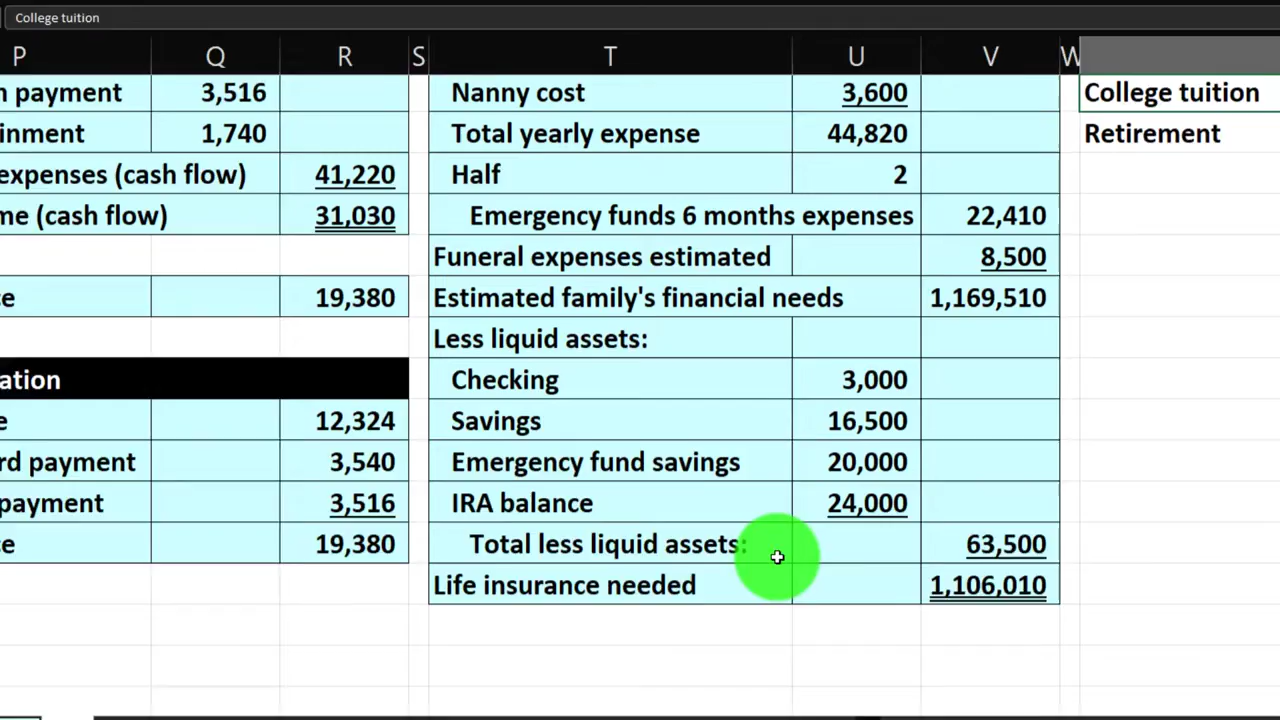 College tuition
P Q R S T U V W
n payment 3,516 Nanny cost 3,600 College tuition
inment 1,740 Total yearly expense 44,820 Retirement
expenses (cash flow) 41,220 Half 2
me (cash flow) 31,030 Emergency funds 6 months expenses 22,410
Funeral expenses estimated 8,500
e 19,380 Estimated family's financial needs 1,169,510
Less liquid assets:
ation Checking 3,000
e 12,324 Savings 16,500
rd payment 3,540 Emergency fund savings 20,000
payment 3,516 IRA balance 24,000
e 19,380 Total less liquid assets: 63,500
Life insurance needed 1,106,010